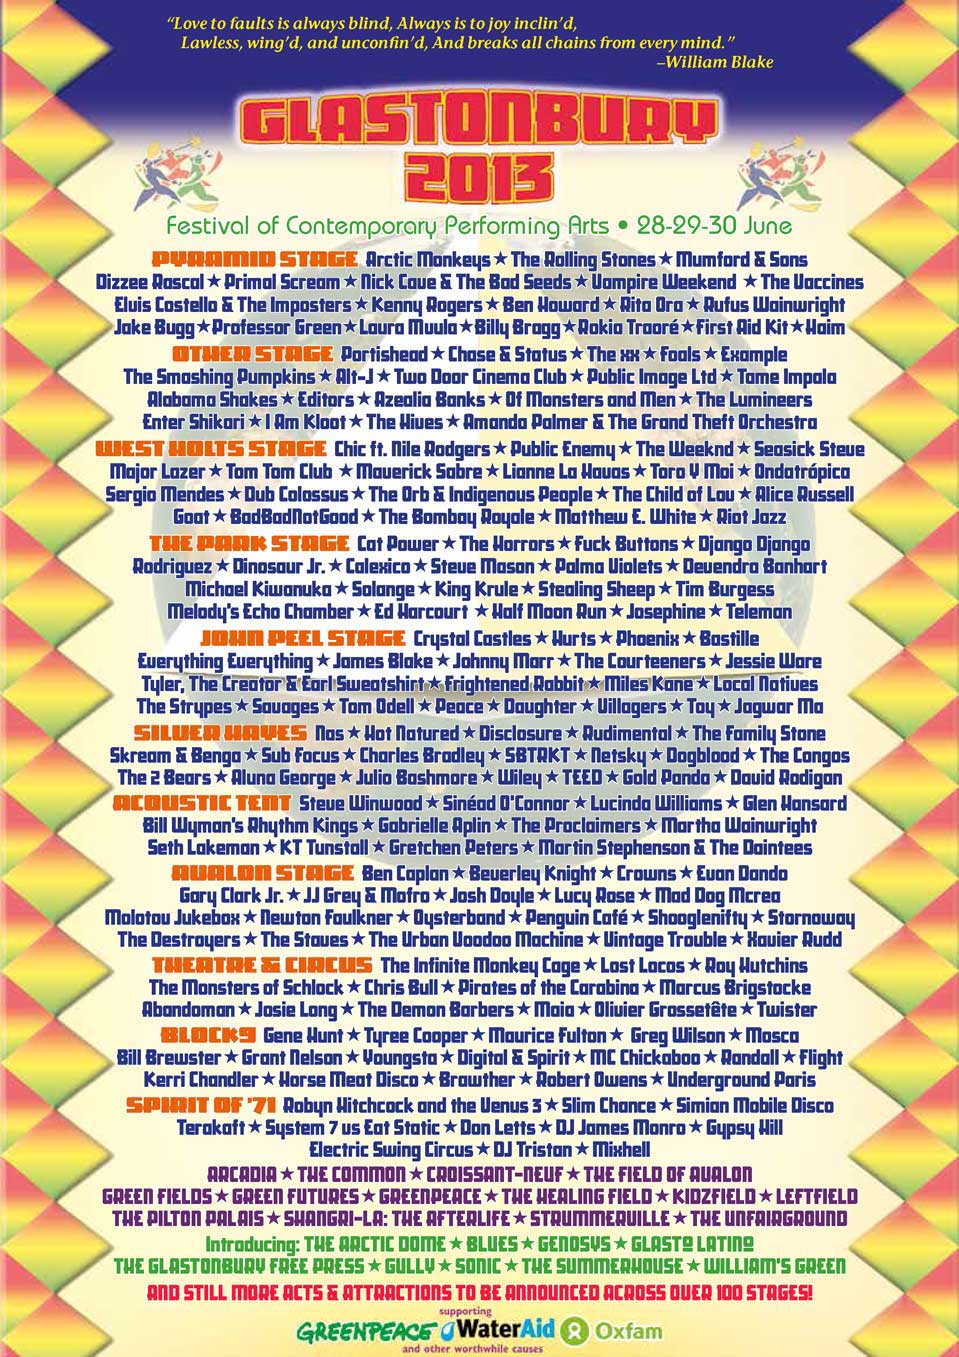 “Love to faults is always blind, Always is to joy inclin’d,
Lawless, wing’d, and unconfin’d, And breaks all chains from every mind.”
–William Blake
GLASTONBURY
2013
Festival of Contemporary Performing Arts • 28-29-30 June
PYRAMID STAGE Arctic Monkeys ★ The Rolling Stones ★ Mumford & Sons
Dizzee Rascal ★ Primal Scream ★ Nick Cave & The Bad Seeds ★ Vampire Weekend ★ The Vaccines
Elvis Costello & The Imposters ★ Kenny Rogers ★ Ben Howard ★ Rita Ora ★ Rufus Wainwright
Jake Bugg ★ Professor Green ★ Laura Mvula ★ Billy Bragg ★ Rokia Traoré ★ First Aid Kit ★ Haim
OTHER STAGE Portishead ★ Chase & Status ★ The xx ★ Foals ★ Example
The Smashing Pumpkins ★ Alt-J ★ Two Door Cinema Club ★ Public Image Ltd ★ Tame Impala
Alabama Shakes ★ Editors ★ Azealia Banks ★ Of Monsters and Men ★ The Lumineers
Enter Shikari ★ I Am Kloot ★ The Hives ★ Amanda Palmer & The Grand Theft Orchestra
WEST HOLTS STAGE Chic ft. Nile Rodgers ★ Public Enemy ★ The Weeknd ★ Seasick Steve
Major Lazer ★ Tom Tom Club ★ Maverick Sabre ★ Lianne La Havas ★ Toro Y Moi ★ Ondatrópica
Sergio Mendes ★ Dub Colossus ★ The Orb & Indigenous People ★ The Child of Lov ★ Alice Russell
Goat ★ BadBadNotGood ★ The Bombay Royale ★ Matthew E. White ★ Riot Jazz
THE PARK STAGE Cat Power ★ The Horrors ★ Fuck Buttons ★ Django Django
Rodriguez ★ Dinosaur Jr. ★ Calexico ★ Steve Mason ★ Palma Violets ★ Devendra Banhart
Michael Kiwanuka ★ Solange ★ King Krule ★ Stealing Sheep ★ Tim Burgess
Melody's Echo Chamber ★ Ed Harcourt ★ Half Moon Run ★ Josephine ★ Teleman
JOHN PEEL STAGE Crystal Castles ★ Hurts ★ Phoenix ★ Bastille
Everything Everything ★ James Blake ★ Johnny Marr ★ The Courteeners ★ Jessie Ware
Tyler, The Creator & Earl Sweatshirt ★ Frightened Rabbit ★ Miles Kane ★ Local Natives
The Strypes ★ Savages ★ Tom Odell ★ Peace ★ Daughter ★ Villagers ★ Toy ★ Jagwar Ma
SILVER HAYES Nas ★ Hot Natured ★ Disclosure ★ Rudimental ★ The Family Stone
Skream & Benga ★ Sub Focus ★ Charles Bradley ★ SBTRKT ★ Netsky ★ Dogblood ★ The Congos
The 2 Bears ★ Aluna George ★ Julio Bashmore ★ Wiley ★ TEED ★ Gold Panda ★ David Rodigan
ACOUSTIC TENT Steve Winwood ★ Sinéad O'Connor ★ Lucinda Williams ★ Glen Hansard
Bill Wyman's Rhythm Kings ★ Gabrielle Aplin ★ The Proclaimers ★ Martha Wainwright
Seth Lakeman ★ KT Tunstall ★ Gretchen Peters ★ Martin Stephenson & The Daintees
AVALON STAGE Ben Caplan ★ Beverley Knight ★ Crowns ★ Evan Dando
Gary Clark Jr. ★ JJ Grey & Mofro ★ Josh Doyle ★ Lucy Rose ★ Mad Dog Mcrea
Molotov Jukebox ★ Newton Faulkner ★ Oysterband ★ Penguin Café ★ Shooglenifty ★ Stornoway
The Destroyers ★ The Staves ★ The Urban Voodoo Machine ★ Vintage Trouble ★ Xavier Rudd
THEATRE & CIRCUS The Infinite Monkey Cage ★ Lost Locos ★ Roy Hutchins
The Monsters of Schlock ★ Chris Bull ★ Pirates of the Carabina ★ Marcus Brigstocke
Abandoman ★ Josie Long ★ The Demon Barbers ★ Maia ★ Olivier Grossetête ★ Twister
BLOCK9 Gene Hunt ★ Tyree Cooper ★ Maurice Fulton ★ Greg Wilson ★ Mosca
Bill Brewster ★ Grant Nelson ★ Youngsta ★ Digital & Spirit ★ MC Chickaboo ★ Randall ★ Flight
Kerri Chandler ★ Horse Meat Disco ★ Browther ★ Robert Owens ★ Underground Paris
SPIRIT OF '71 Robyn Hitchcock and the Venus 3 ★ Slim Chance ★ Simian Mobile Disco
Terakaft ★ System 7 vs Eat Static ★ Don Letts ★ DJ James Monro ★ Gypsy Hill
Electric Swing Circus ★ DJ Tristan ★ Mixhell
ARCADIA ★ THE COMMON ★ CROISSANT-NEUF ★ THE FIELD OF AVALON
GREEN FIELDS ★ GREEN FUTURES ★ GREENPEACE ★ THE HEALING FIELD ★ KIDZFIELD ★ LEFTFIELD
THE PILTON PALAIS ★ SHANGRI-LA: THE AFTERLIFE ★ STRUMMERVILLE ★ THE UNFAIRGROUND
Introducing: THE ARCTIC DOME ★ BLUES ★ GENOSYS ★ GLASTO LATINO
THE GLASTONBURY FREE PRESS ★ GULLY ★ SONIC ★ THE SUMMERHOUSE ★ WILLIAM'S GREEN
AND STILL MORE ACTS & ATTRACTIONS TO BE ANNOUNCED ACROSS OVER 100 STAGES!
supporting
GREENPEACE WaterAid Oxfam
and other worthwhile causes